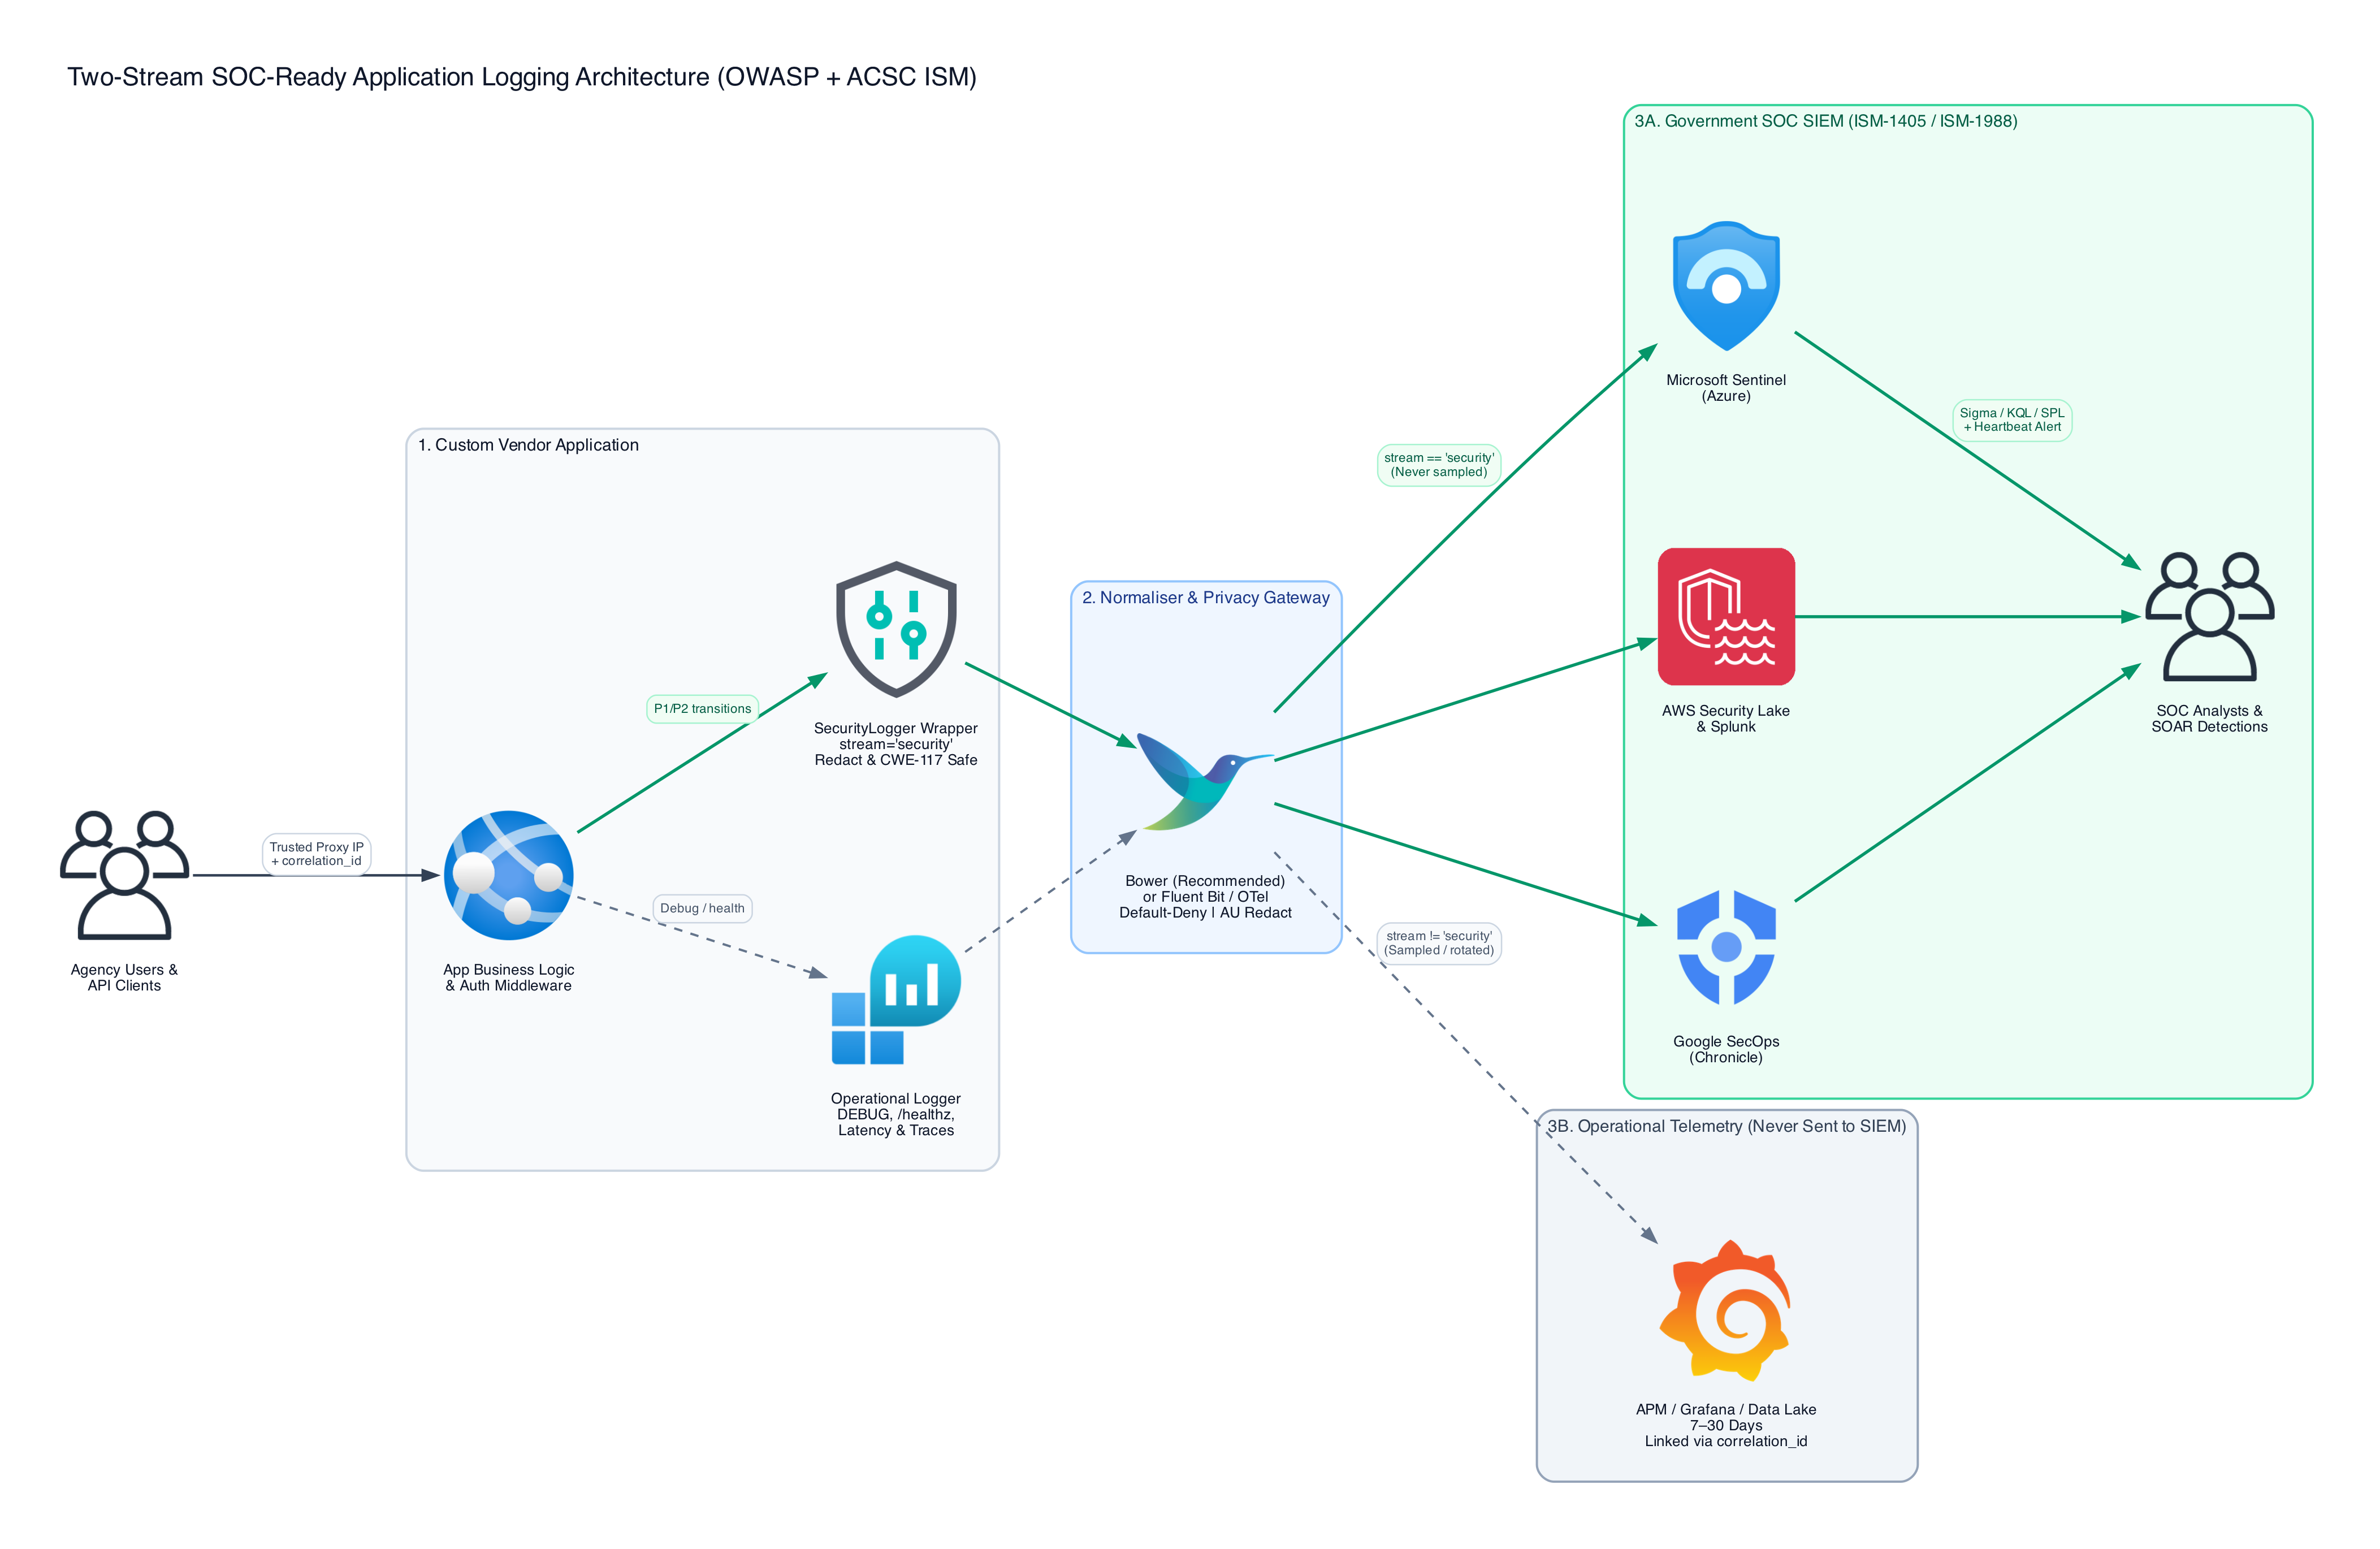 Two-Stream SOC-Ready Application Logging Architecture (OWASP + ACSC ISM)
Agency Users &
API Clients
Trusted Proxy IP
+ correlation_id
1. Custom Vendor Application
App Business Logic
& Auth Middleware
P1/P2 transitions
Debug / health
SecurityLogger Wrapper
stream='security'
Redact & CWE-117 Safe
Operational Logger
DEBUG, /healthz,
Latency & Traces
2. Normaliser & Privacy Gateway
Bower (Recommended)
or Fluent Bit / OTel
Default-Deny | AU Redact
stream == 'security'
(Never sampled)
stream != 'security'
(Sampled / rotated)
3A. Government SOC SIEM (ISM-1405 / ISM-1988)
Microsoft Sentinel
(Azure)
Sigma / KQL / SPL
+ Heartbeat Alert
AWS Security Lake
& Splunk
SOC Analysts &
SOAR Detections
Google SecOps
(Chronicle)
3B. Operational Telemetry (Never Sent to SIEM)
APM / Grafana / Data Lake
7–30 Days
Linked via correlation_id